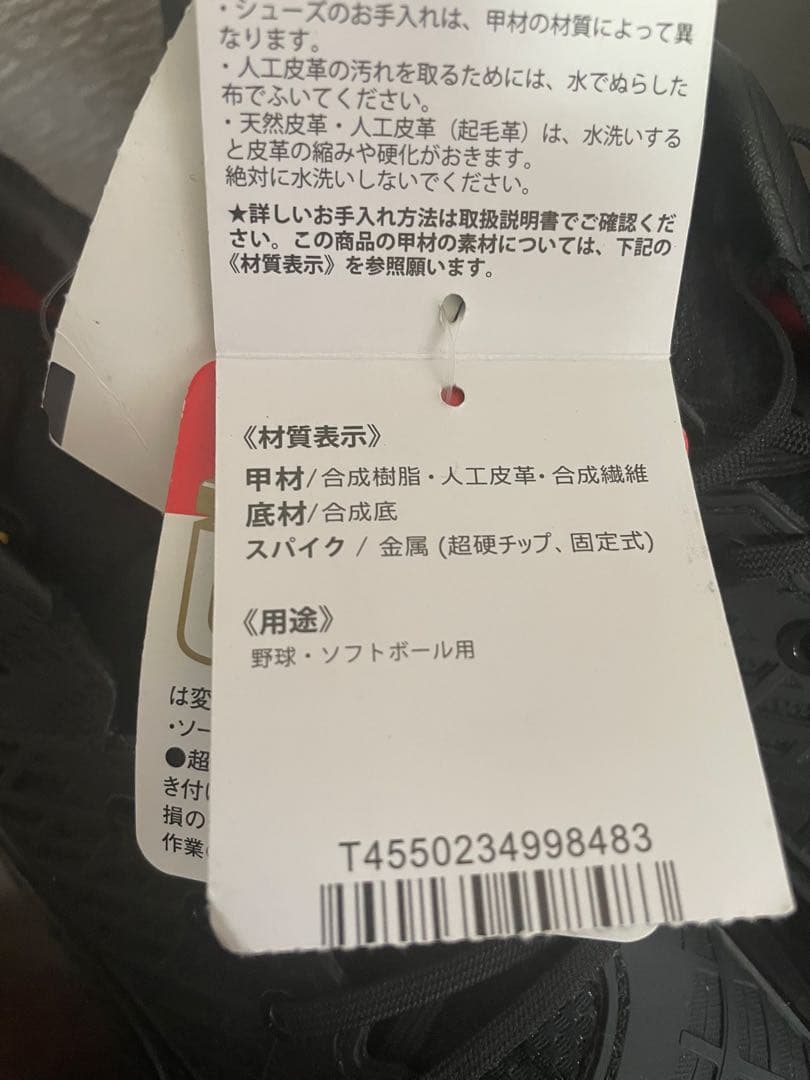 ・シューズのお手入れは、甲材の材質によって異
なります。
・人工皮革の汚れを取るためには、水でぬらした
布でふいてください。
・天然皮革・人工皮革（起毛革）は、水洗いする
と皮革の縮みや硬化がおきます。
絶対に水洗いしないでください。
★詳しいお手入れ方法は取扱説明書でご確認くだ
さい。この商品の甲材の素材については、下記の
《材質表示》を参照願います。
《材質表示》
甲材/合成樹脂・人工皮革・合成繊維
底材/合成底
スパイク / 金属 (超硬チップ、固定式)
《用途》
野球・ソフトボール用
T4550234998483
は変
・ソー
●超
き付け
損の
作業